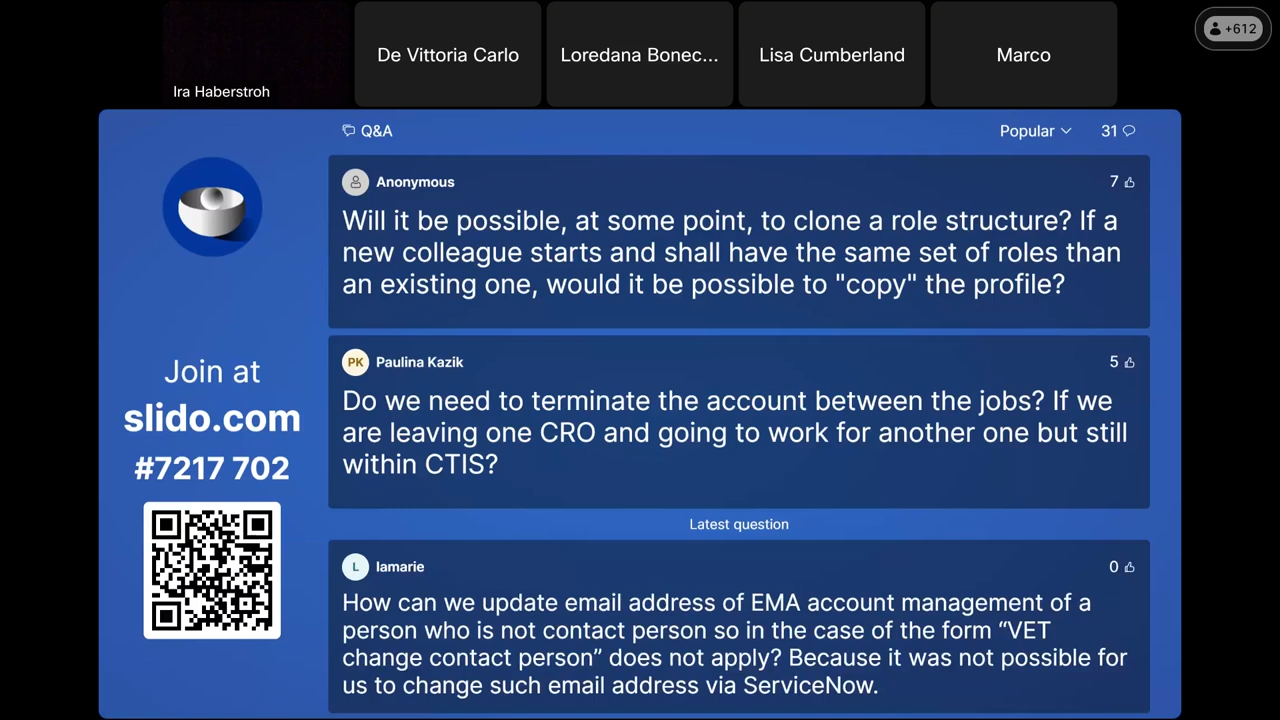 +612
De Vittoria Carlo
Loredana Bonec...
Lisa Cumberland
Marco
Ira Haberstroh
Q&A
Popular
31
Anonymous
7
Will it be possible, at some point, to clone a role structure? If a
new colleague starts and shall have the same set of roles than
an existing one, would it be possible to "copy" the profile?
Join at
slido.com
#7217 702
PK
Paulina Kazik
5
Do we need to terminate the account between the jobs? If we
are leaving one CRO and going to work for another one but still
within CTIS?
Latest question
L
lamarie
0
How can we update email address of EMA account management of a
person who is not contact person so in the case of the form “VET
change contact person” does not apply? Because it was not possible for
us to change such email address via ServiceNow.